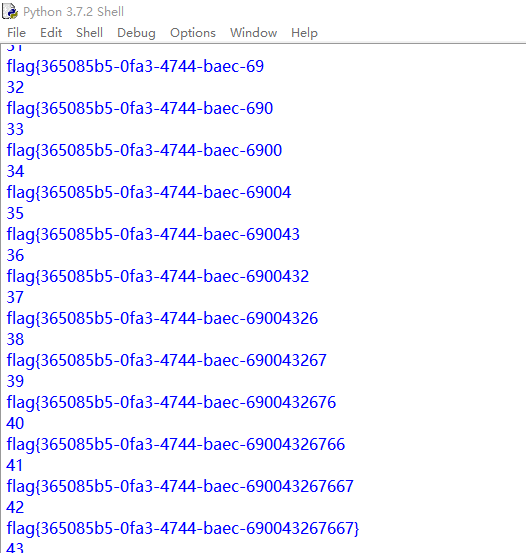 Python 3.7.2 Shell
File Edit Shell Debug Options Window Help
31
flag{365085b5-0fa3-4744-baec-69
32
flag{365085b5-0fa3-4744-baec-690
33
flag{365085b5-0fa3-4744-baec-6900
34
flag{365085b5-0fa3-4744-baec-69004
35
flag{365085b5-0fa3-4744-baec-690043
36
flag{365085b5-0fa3-4744-baec-6900432
37
flag{365085b5-0fa3-4744-baec-69004326
38
flag{365085b5-0fa3-4744-baec-690043267
39
flag{365085b5-0fa3-4744-baec-6900432676
40
flag{365085b5-0fa3-4744-baec-69004326766
41
flag{365085b5-0fa3-4744-baec-690043267667
42
flag{365085b5-0fa3-4744-baec-690043267667}
43